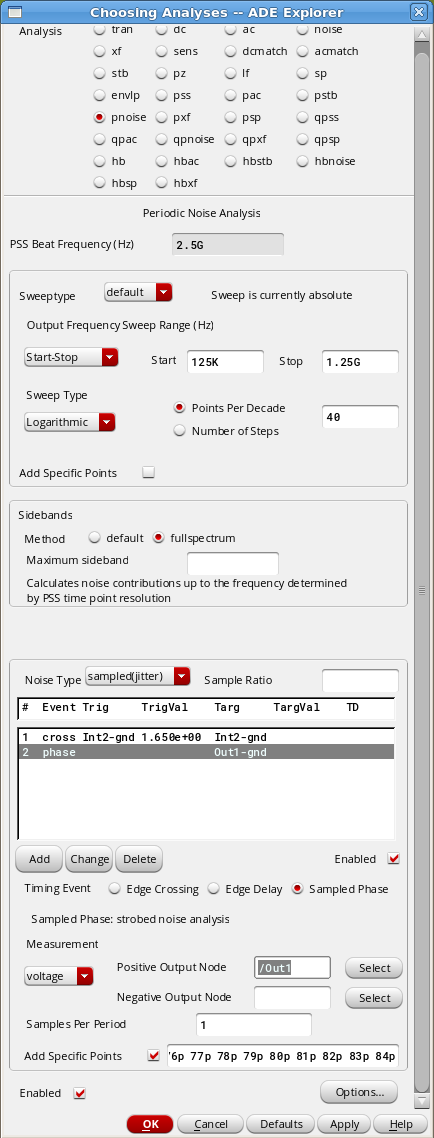 Choosing Analyses -- ADE Explorer
Analysis tran dc ac noise
xf sens dcmatch acmatch
stb pz lf sp
envlp pss pac pstb
pnoise pxf psp qpss
qpac qpnoise qpxf qpsp
hb hbac hbstb hbnoise
hbsp hbxf
Periodic Noise Analysis
PSS Beat Frequency (Hz) 2.5G
Sweeptype default Sweep is currently absolute
Output Frequency Sweep Range (Hz)
Start-Stop Start 125K Stop 1.25G
Sweep Type
Logarithmic Points Per Decade 40
Number of Steps
Add Specific Points
Sidebands
Method default fullspectrum
Maximum sideband
Calculates noise contributions up to the frequency determined
by PSS time point resolution
Noise Type sampled(jitter) Sample Ratio
# Event Trig TrigVal Targ TargVal TD
1 cross Int2-gnd 1.650e+00 Int2-gnd
2 phase Out1-gnd
Add Change Delete Enabled
Timing Event Edge Crossing Edge Delay Sampled Phase
Sampled Phase: strobed noise analysis
Measurement
voltage Positive Output Node /Out1 Select
Negative Output Node Select
Samples Per Period 1
Add Specific Points 6p 77p 78p 79p 80p 81p 82p 83p 84p
Enabled Options...
OK Cancel Defaults Apply Help